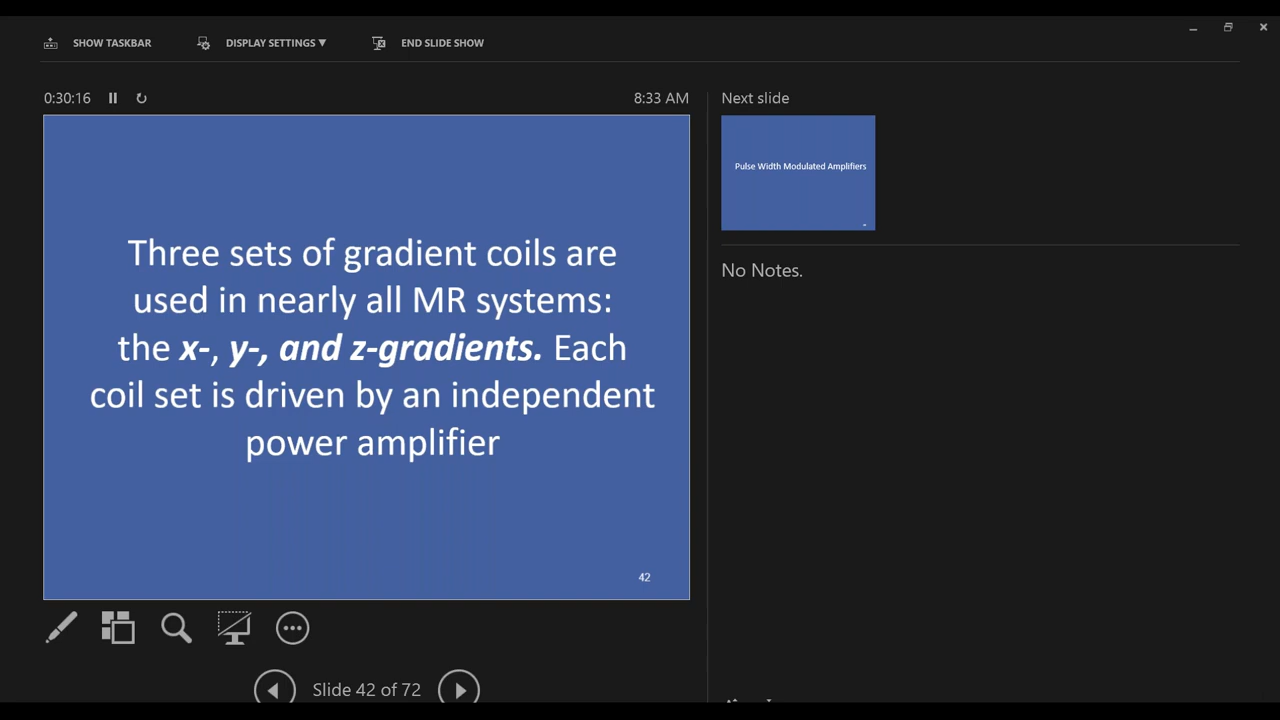 SHOW TASKBAR
DISPLAY SETTINGS ▼
END SLIDE SHOW
0:30:16
8:33 AM
Three sets of gradient coils are
used in nearly all MR systems:
the x-, y-, and z-gradients. Each
coil set is driven by an independent
power amplifier
42
Slide 42 of 72
Next slide
Pulse Width Modulated Amplifiers
No Notes.